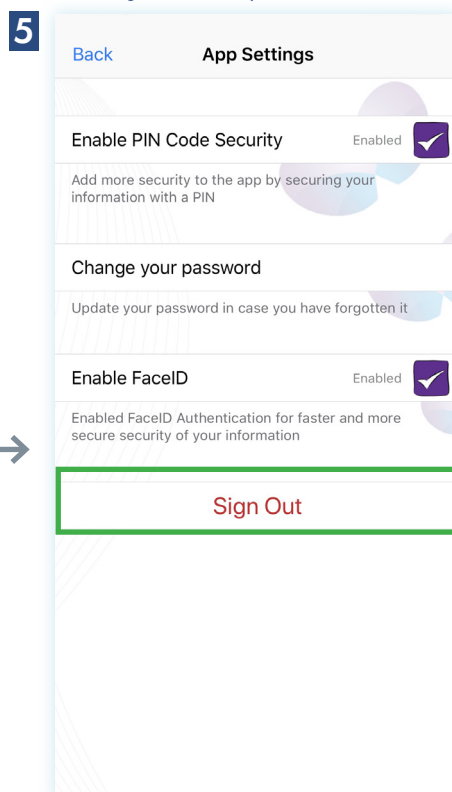 5
Back App Settings
Enable PIN Code Security Enabled
Add more security to the app by securing your
information with a PIN
Change your password
Update your password in case you have forgotten it
Enable FaceID Enabled
Enabled FaceID Authentication for faster and more
secure security of your information
Sign Out